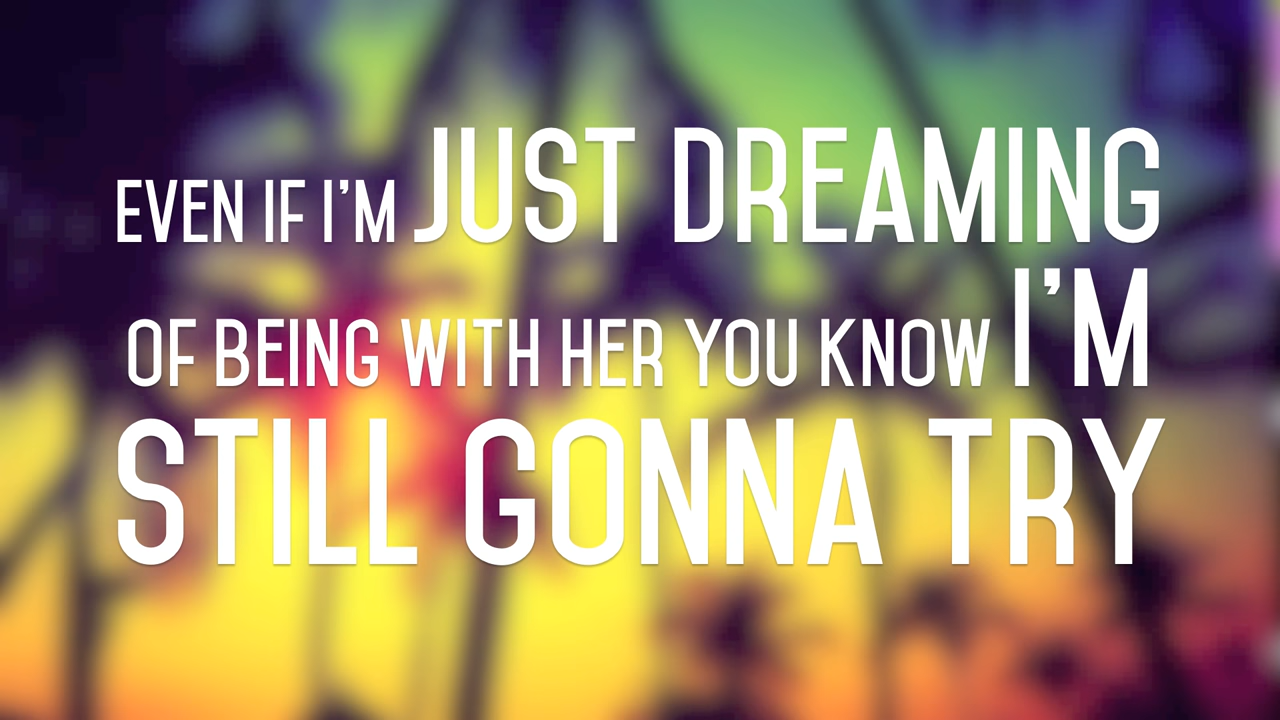 EVEN IF I'M JUST DREAMING
OF BEING WITH HER YOU KNOW I'M
STILL GONNA TRY